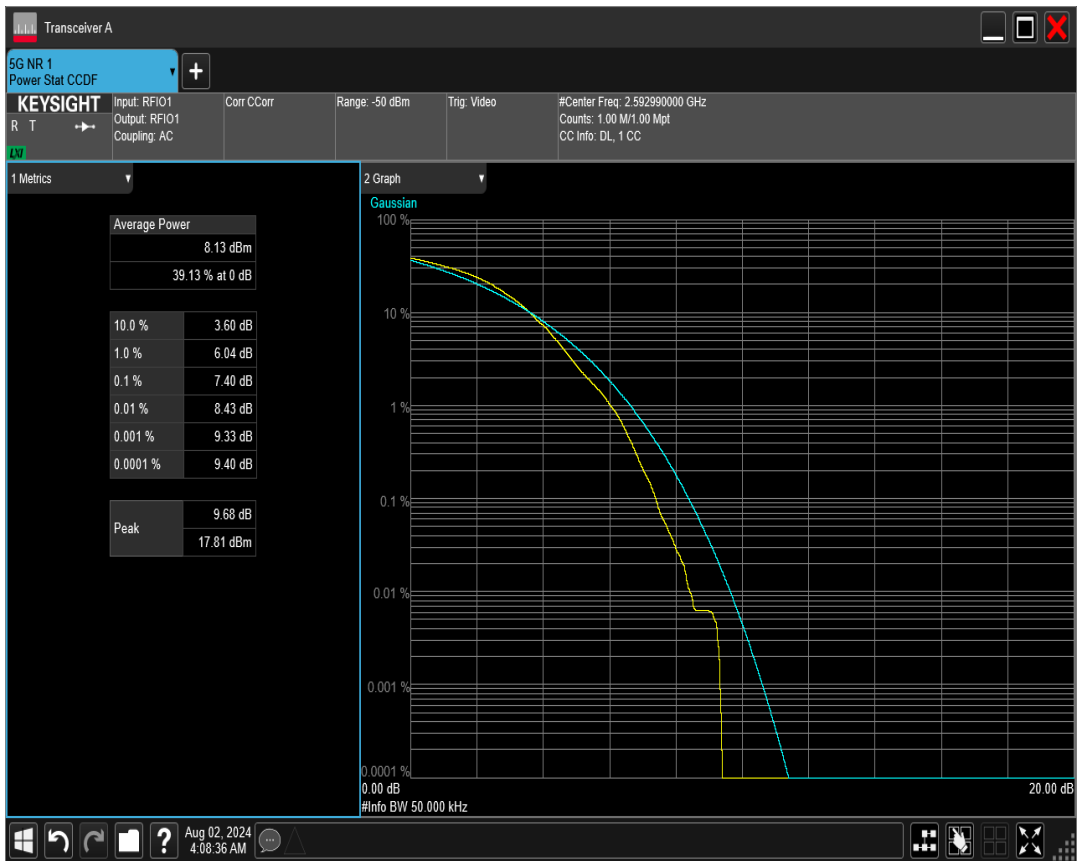 Transceiver A
5G NR 1
Power Stat CCDF
KEYSIGHT
R T
LXI
Input: RFIO1
Output: RFIO1
Coupling: AC
Corr CCorr
Range: -50 dBm
Trig: Video
#Center Freq: 2.592990000 GHz
Counts: 1.00 M/1.00 Mpt
CC Info: DL, 1 CC
1 Metrics
Average Power
8.13 dBm
39.13 % at 0 dB
10.0 % 3.60 dB
1.0 % 6.04 dB
0.1 % 7.40 dB
0.01 % 8.43 dB
0.001 % 9.33 dB
0.0001 % 9.40 dB
Peak
9.68 dB
17.81 dBm
2 Graph
Gaussian
100 %
10 %
1 %
0.1 %
0.01 %
0.001 %
0.0001 %
0.00 dB
20.00 dB
#Info BW 50.000 kHz
?
Aug 02, 2024
4:08:36 AM